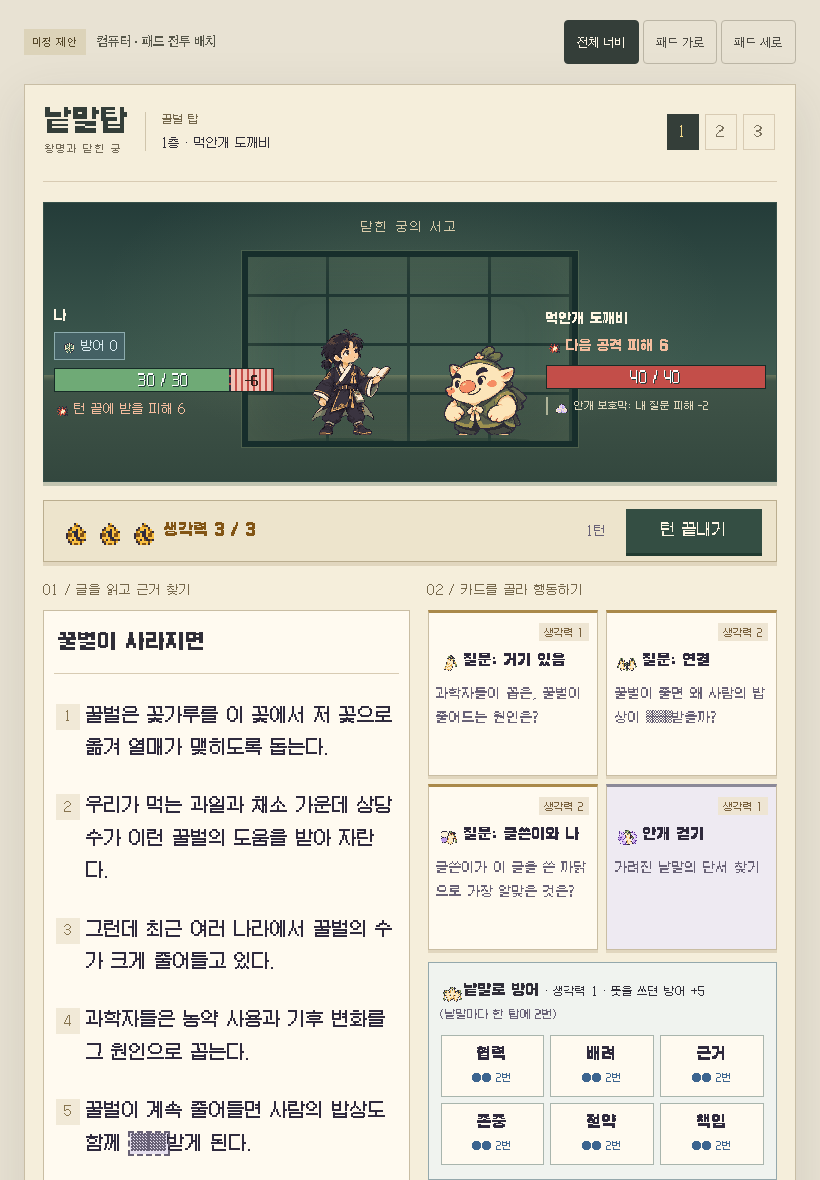 미정 제안
컴퓨터 · 패드 전투 배치
전체 너비
패드 가로
패드 세로
낱말탑
왕명과 닫힌 궁
꿀벌 탑
1층 · 먹안개 도깨비
1
2
3
닫힌 궁의 서고
나
방어 0
30 / 30
-6
턴 끝에 받을 피해 6
먹안개 도깨비
다음 공격 피해 6
40 / 40
안개 보호막: 내 질문 피해 -2
생각력 3 / 3
1턴
턴 끝내기
01 / 글을 읽고 근거 찾기
꿀벌이 사라지면
1 꿀벌은 꽃가루를 이 꽃에서 저 꽃으로
옮겨 열매가 맺히도록 돕는다.
2 우리가 먹는 과일과 채소 가운데 상당
수가 이런 꿀벌의 도움을 받아 자란
다.
3 그런데 최근 여러 나라에서 꿀벌의 수
가 크게 줄어들고 있다.
4 과학자들은 농약 사용과 기후 변화를
그 원인으로 꼽는다.
5 꿀벌이 계속 줄어들면 사람의 밥상도
함께 받게 된다.
02 / 카드를 골라 행동하기
생각력 1
질문: 거기 있음
과학자들이 꼽은, 꿀벌이
줄어드는 원인은?
생각력 2
질문: 연결
꿀벌이 줄면 왜 사람의 밥
상이 받을까?
생각력 2
질문: 글쓴이와 나
글쓴이가 이 글을 쓴 까닭
으로 가장 알맞은 것은?
생각력 1
안개 걷기
가려진 낱말의 단서 찾기
낱말로 방어 · 생각력 1 · 뜻을 쓰면 방어 +5
(낱말마다 한 탑에 2번)
협력
2번
배려
2번
근거
2번
존중
2번
절약
2번
책임
2번